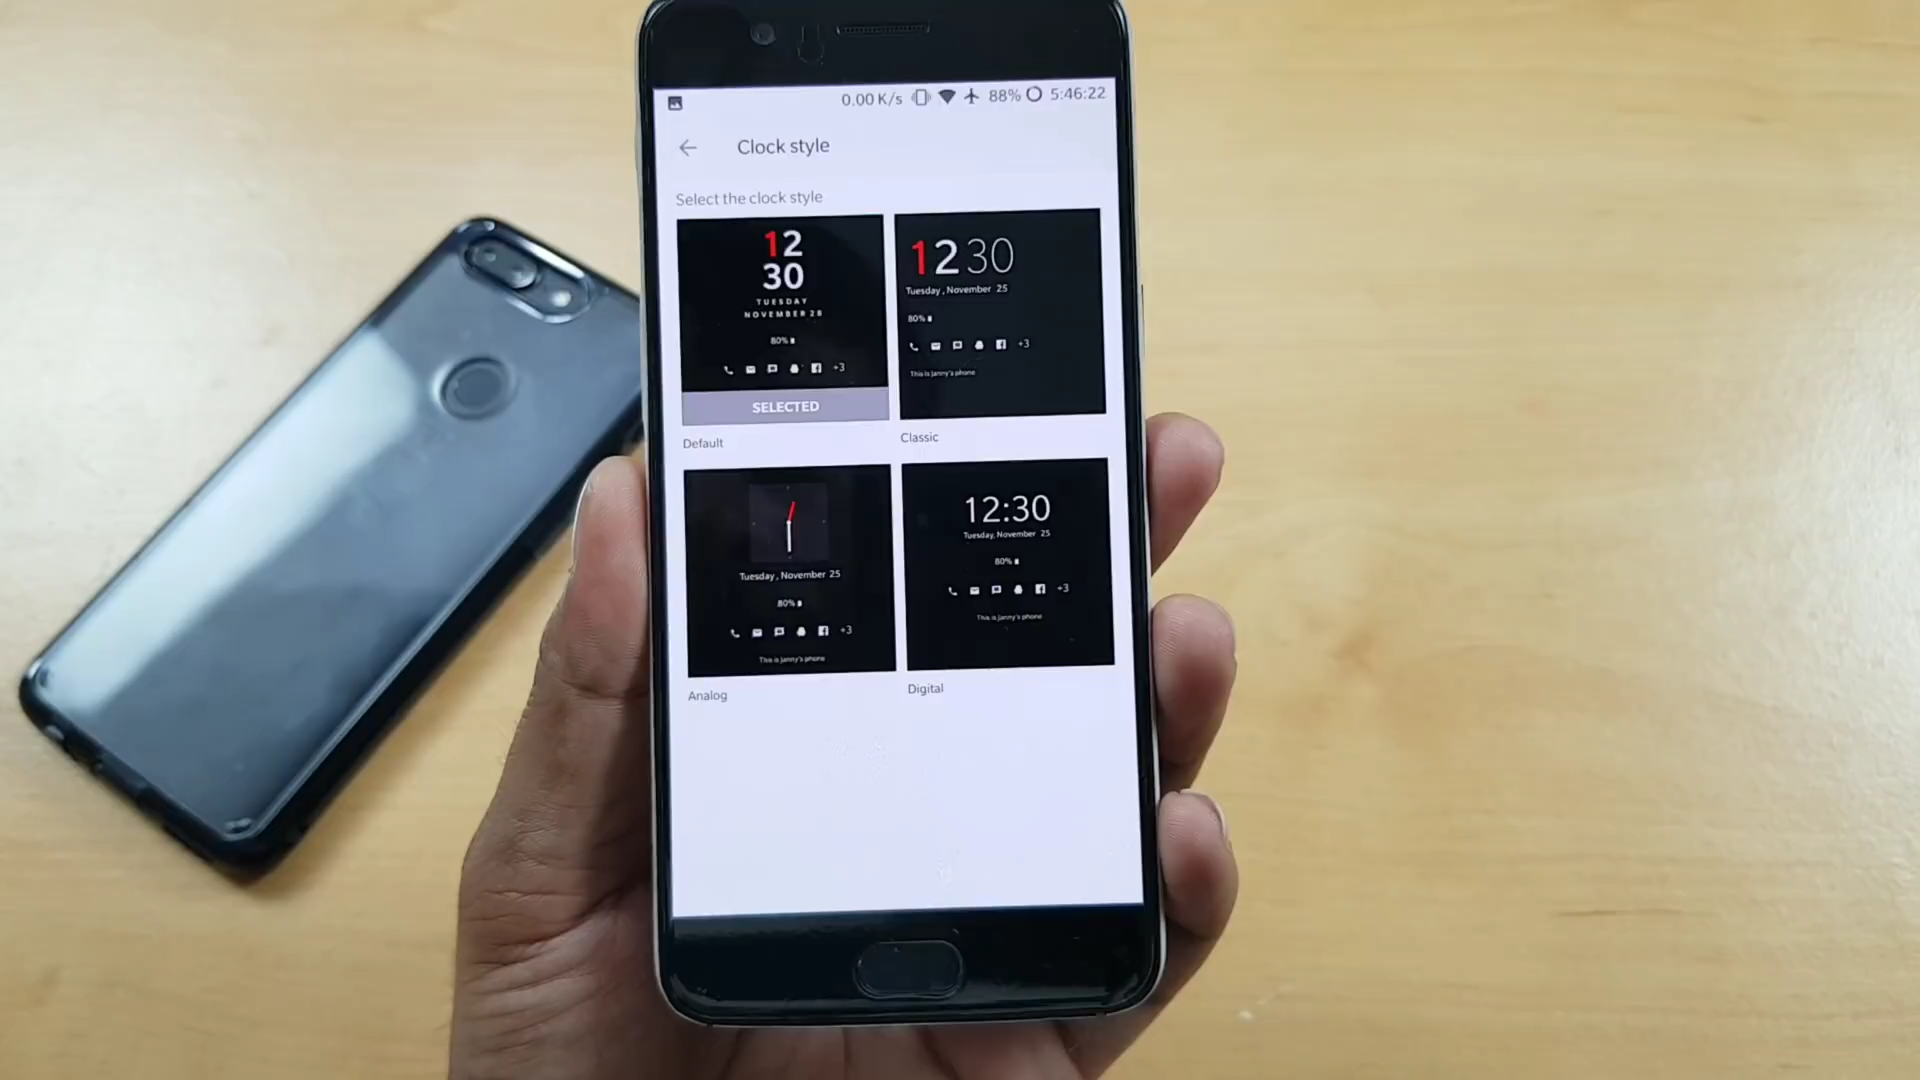 0.00 K/s 88% 5:46:22
Clock style
Select the clock style
12
30
TUESDAY
NOVEMBER 28
80%
+3
SELECTED
Default
12 30
Tuesday, November 25
80%
+3
This is Janny's phone
Classic
Tuesday, November 25
80%
+3
This is Janny's phone
Analog
12:30
Tuesday, November 25
80%
+3
This is Janny's phone
Digital